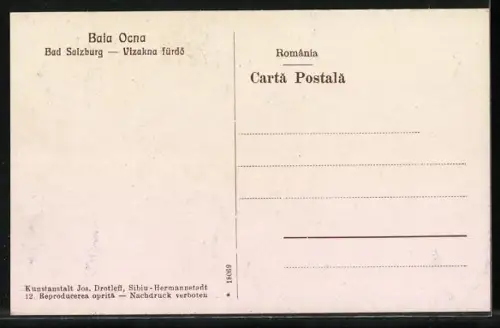 Baia Ocna
Bad Salzburg — Vizakna fürdő
România
Cartă Postală
Kunstanstalt Jos. Drotleff, Sibiu-Hermannstadt
12. Reproducerea oprită — Nachdruck verboten
* 18069